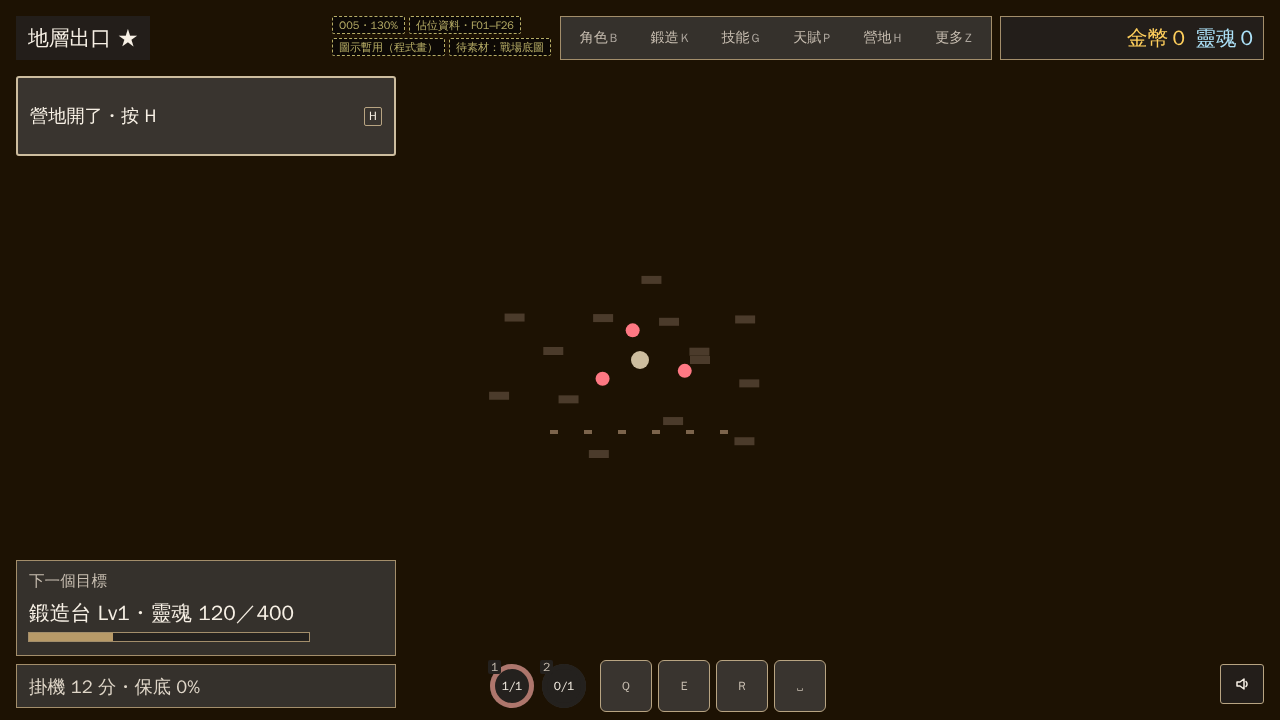 地層出口 ★
005・130%
佔位資料・F01–F26
圖示暫用（程式畫）
待素材：戰場底圖
角色B 鍛造K 技能G 天賦P 營地H 更多Z
金幣0 靈魂0
營地開了・按 H
H
下一個目標
鍛造台 Lv1・靈魂 120／400
掛機 12 分・保底 0%
1
1/1
2
0/1
Q
E
R
⎵